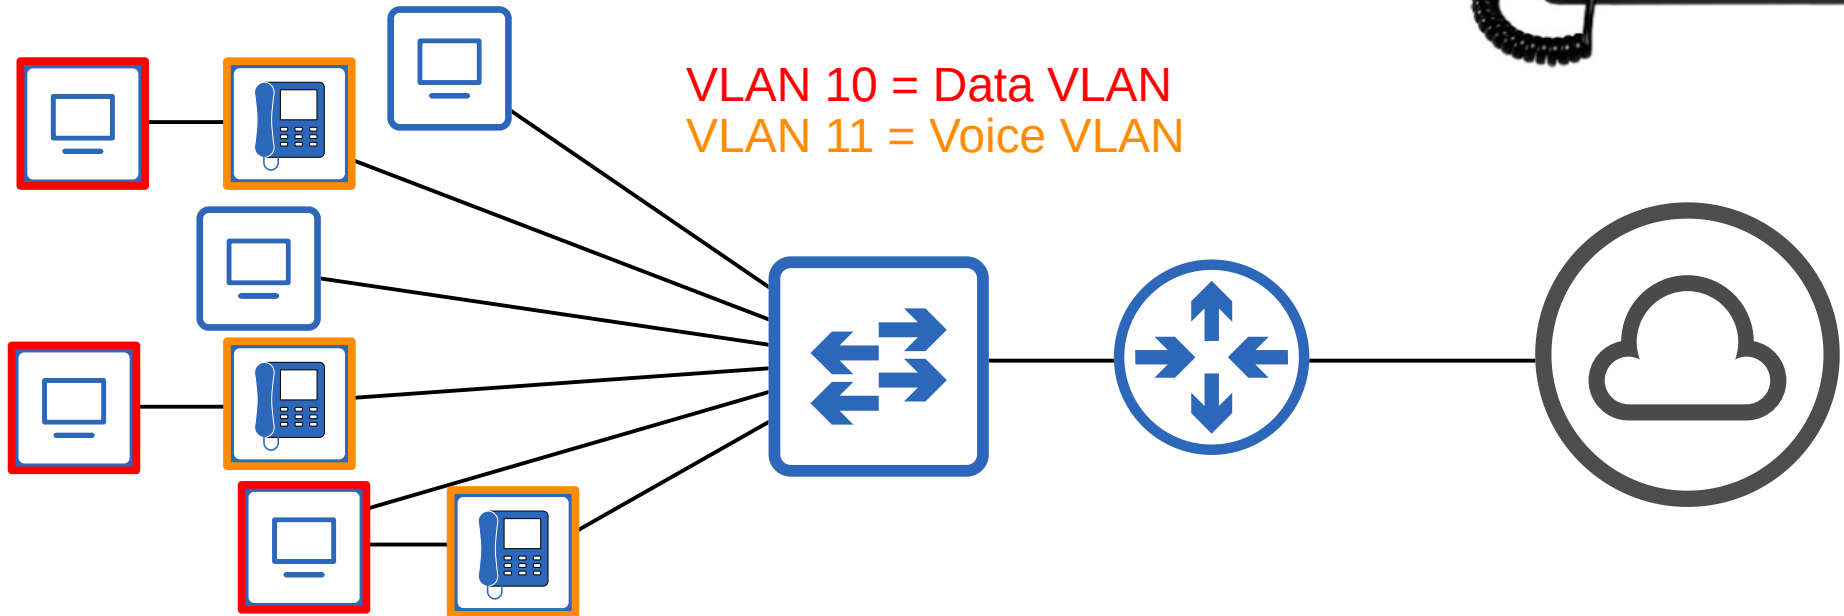 VLAN 10 = Data VLAN
VLAN 11 = Voice VLAN